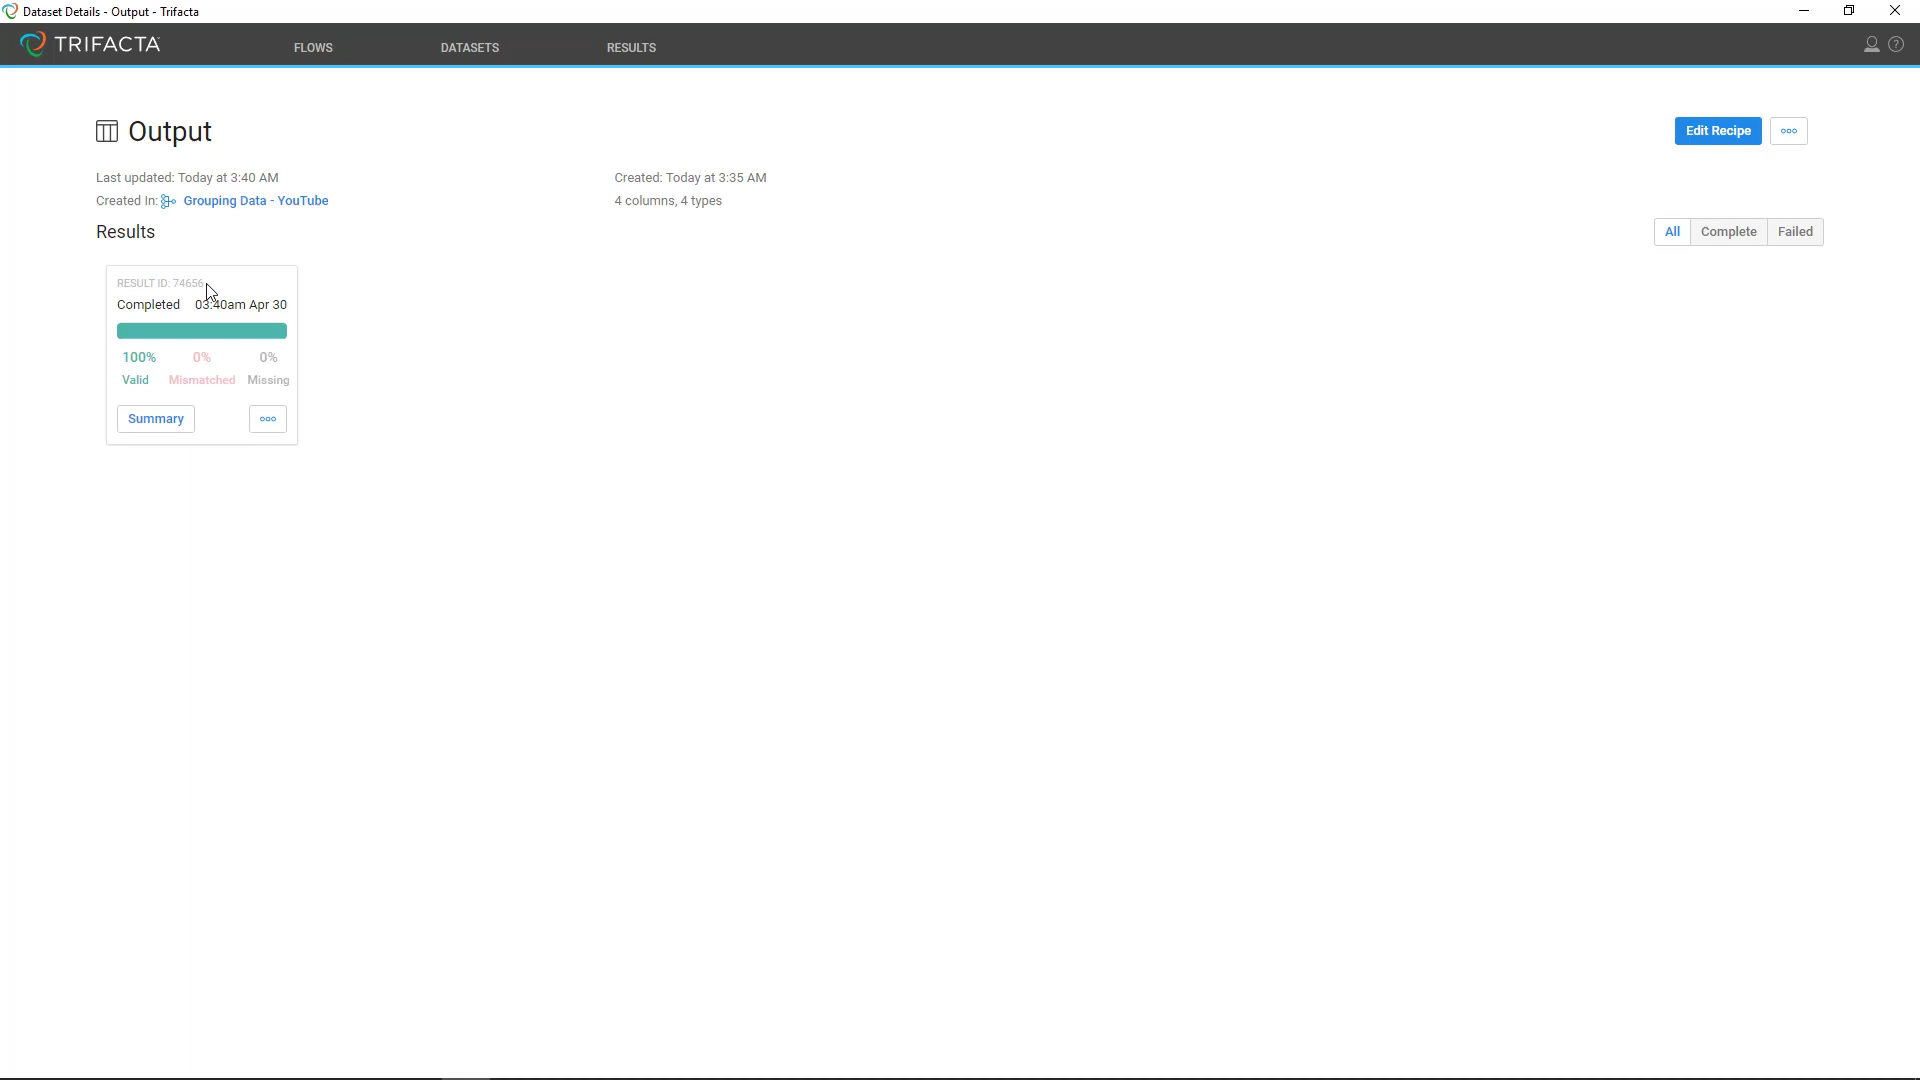 Dataset Details - Output - Trifacta
TRIFACTA FLOWS DATASETS RESULTS
Output
Edit Recipe
Last updated: Today at 3:40 AM
Created: Today at 3:35 AM
Created In: Grouping Data - YouTube
4 columns, 4 types
Results
All Complete Failed
RESULT ID: 74656
Completed 03:40am Apr 30
100% 0% 0%
Valid Mismatched Missing
Summary